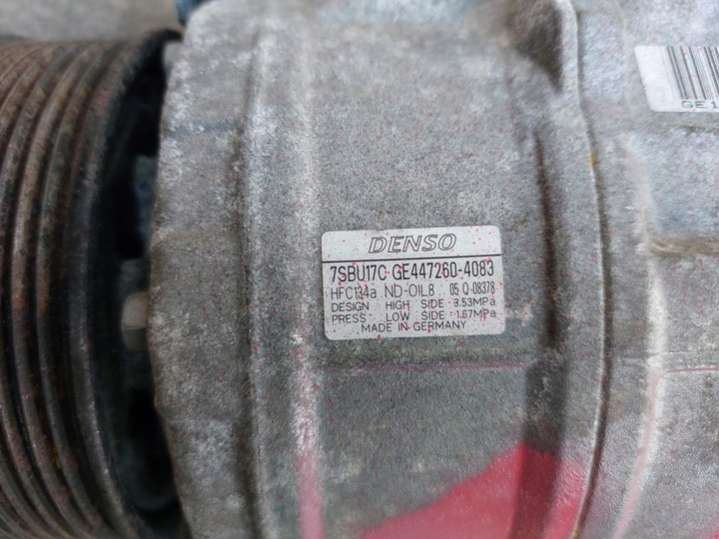 GE1
DENSO
7SBU17C GE447260-4083
HFC134a ND-OIL8 05 Q-08378
DESIGN HIGH SIDE : 3.53MPa
PRESS: LOW SIDE : 1.67MPa
MADE IN GERMANY